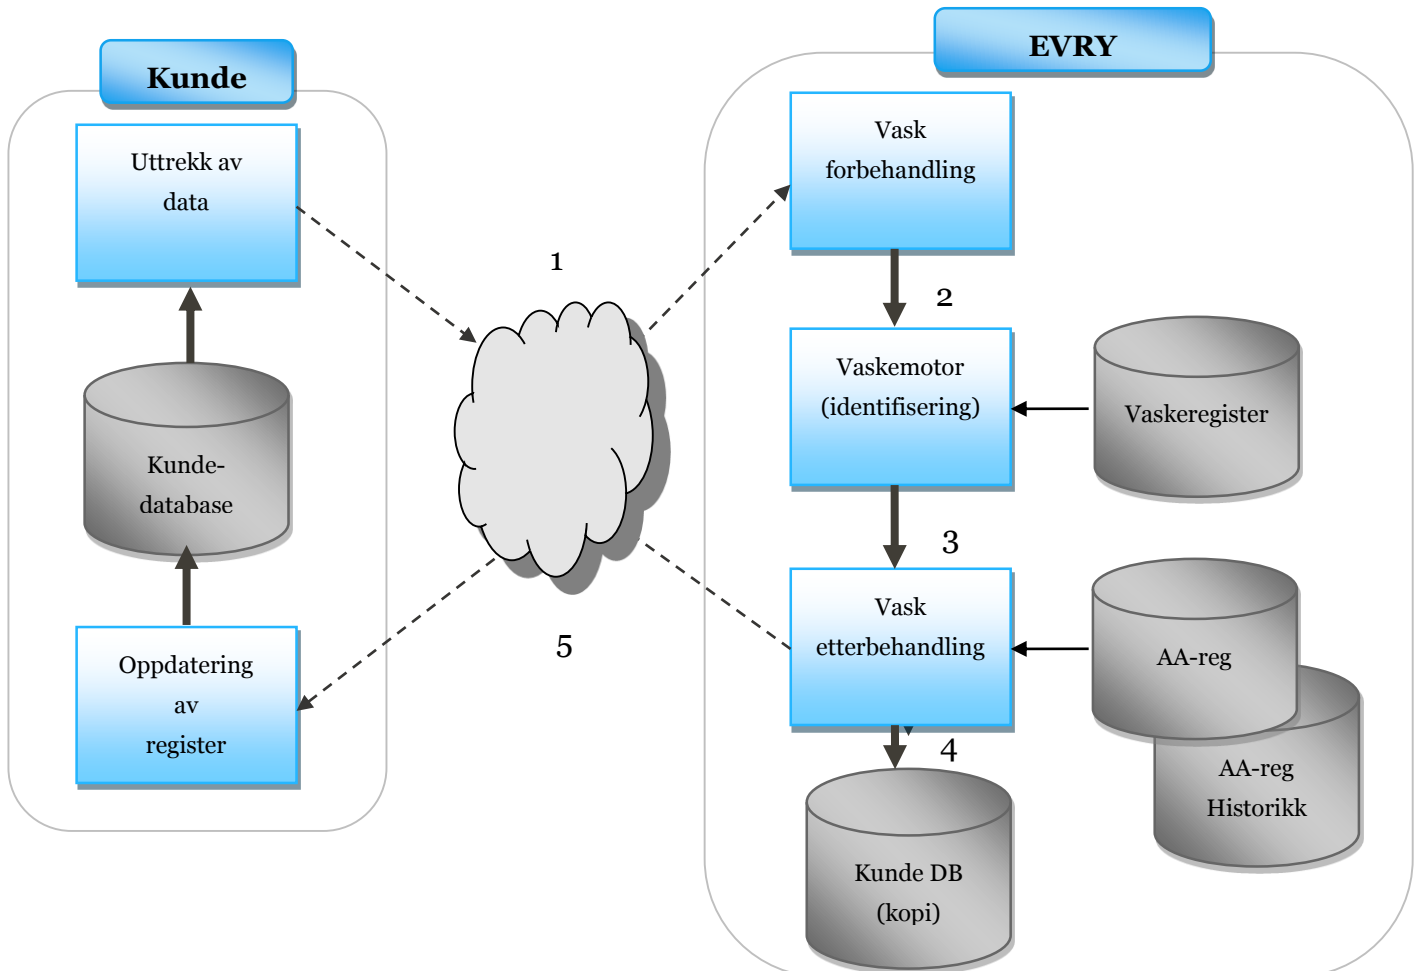 Kunde
Uttrekk av
data
Kunde-
database
Oppdatering
av
register
1
5
EVRY
Vask
forbehandling
2
Vaskemotor
(identifisering)
Vaskeregister
3
Vask
etterbehandling
AA-reg
4
AA-reg
Historikk
Kunde DB
(kopi)